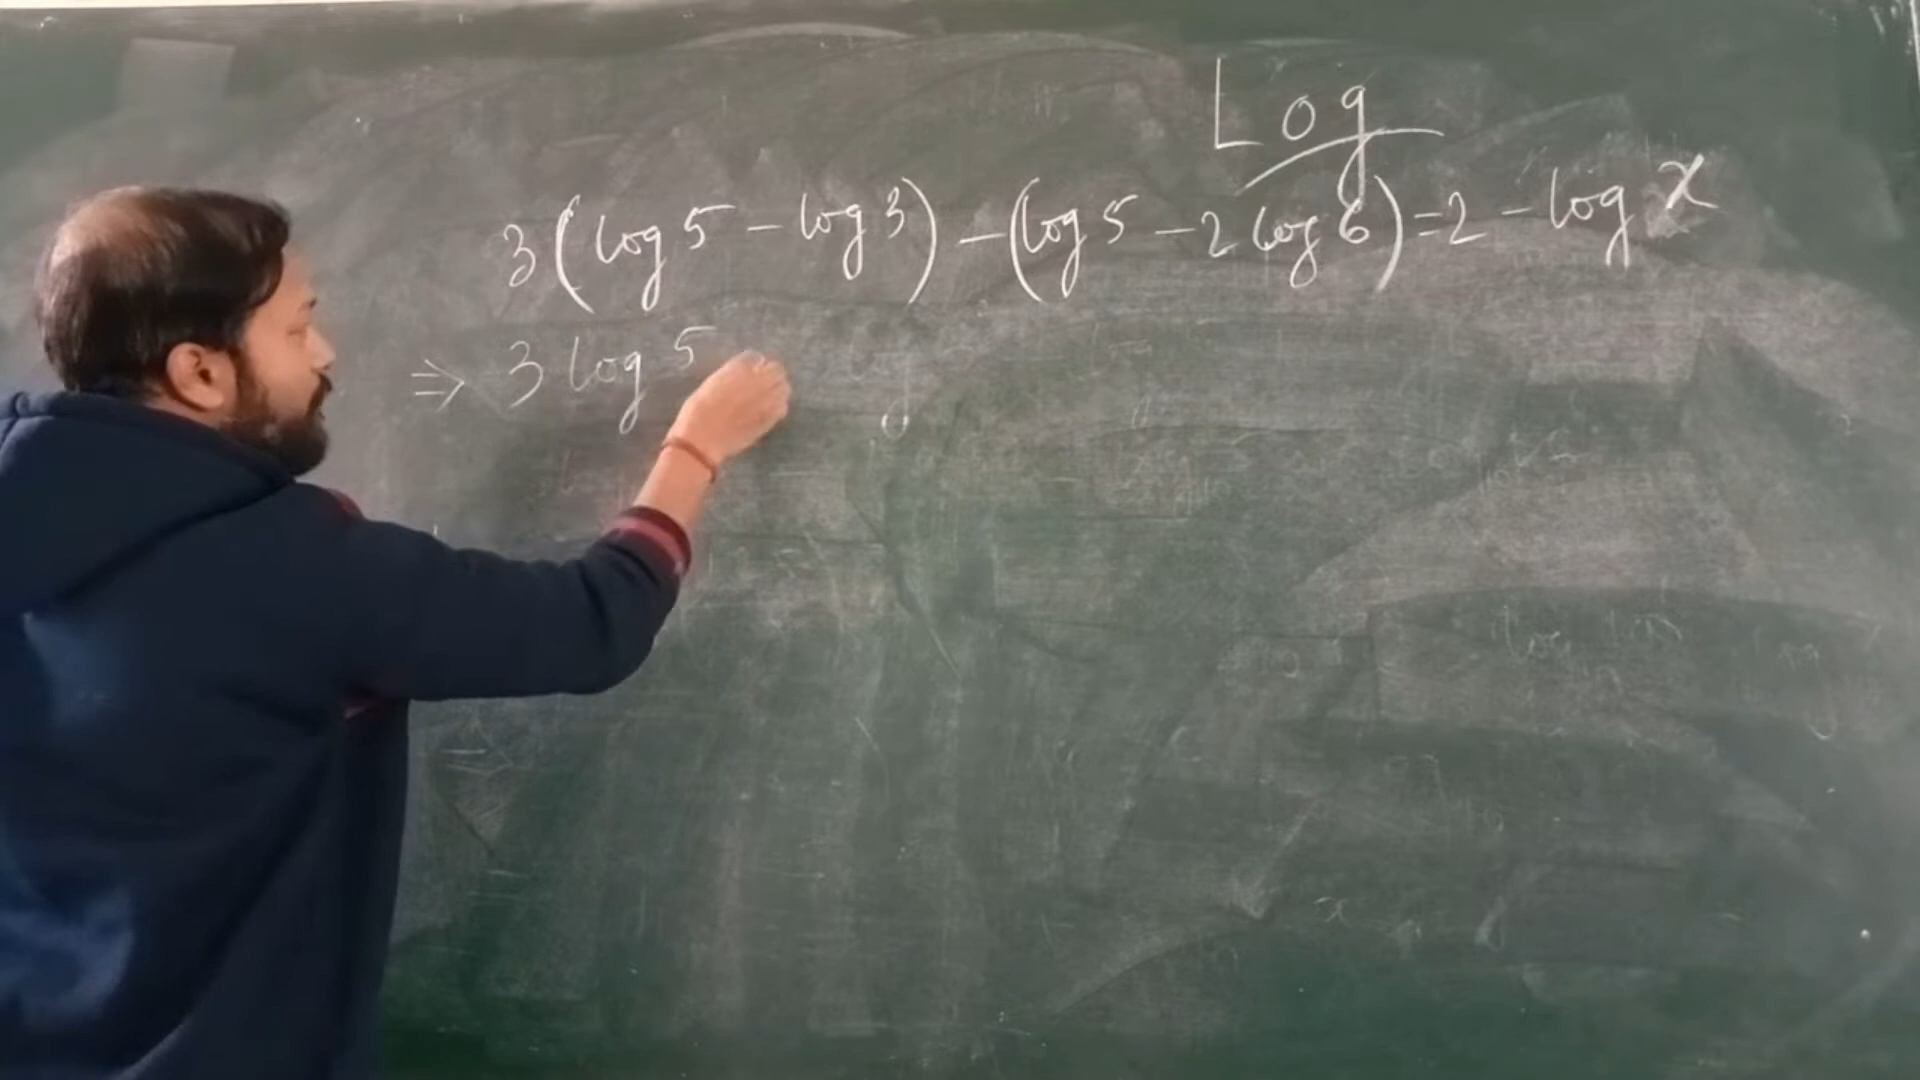 Log
3(log 5 - log 3) - (log 5 - 2 log 6) = 2 - log x
⇒ 3 log 5